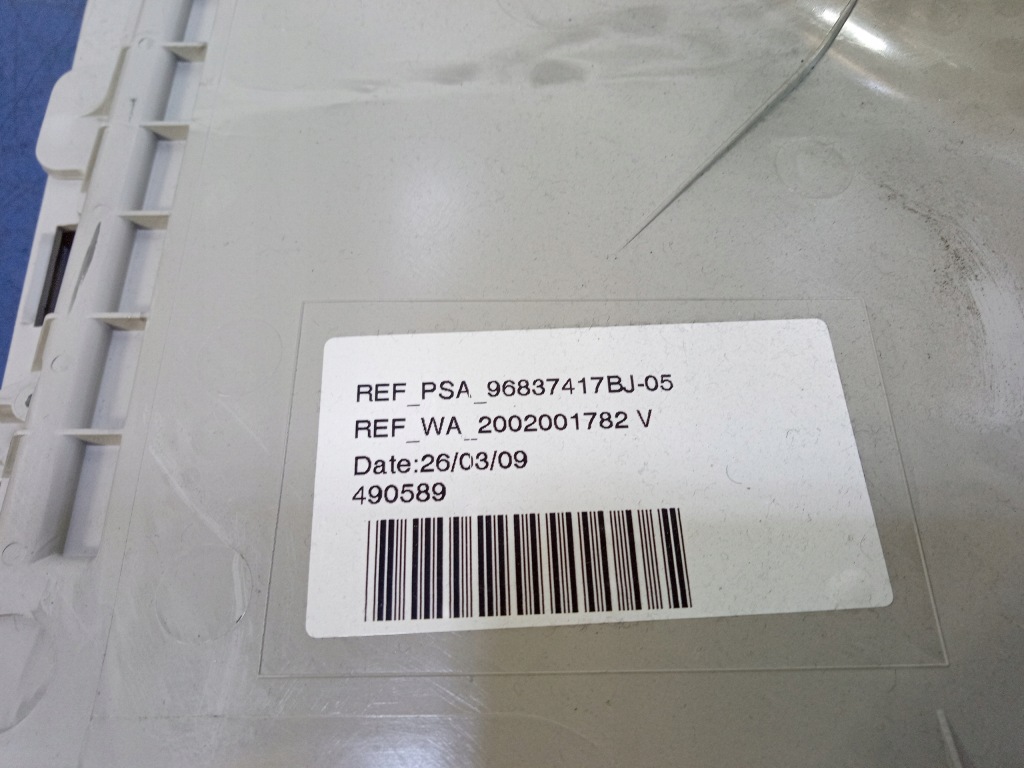 REF_PSA_96837417BJ-05
REF_WA_2002001782 V
Date:26/03/09
490589